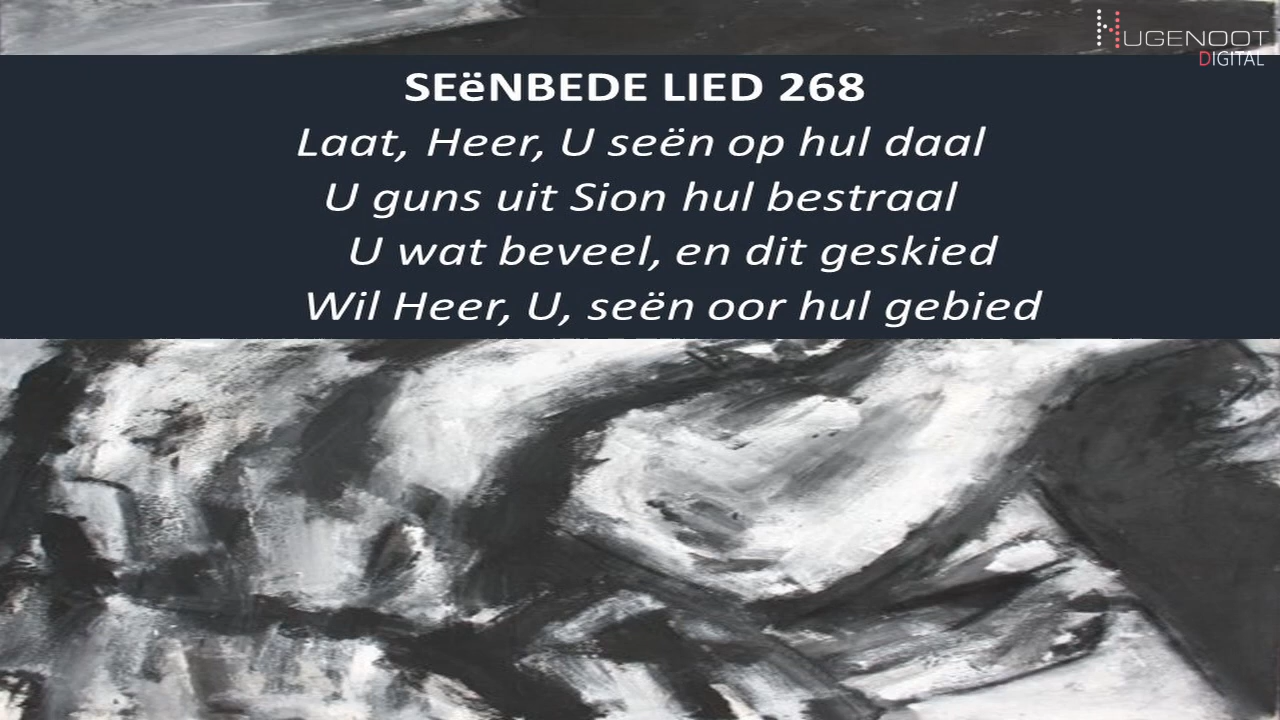 HUGENOOT
DIGITAL
SEëNBEDE LIED 268
Laat, Heer, U seën op hul daal
U guns uit Sion hul bestraal
U wat beveel, en dit geskied
Wil Heer, U, seën oor hul gebied